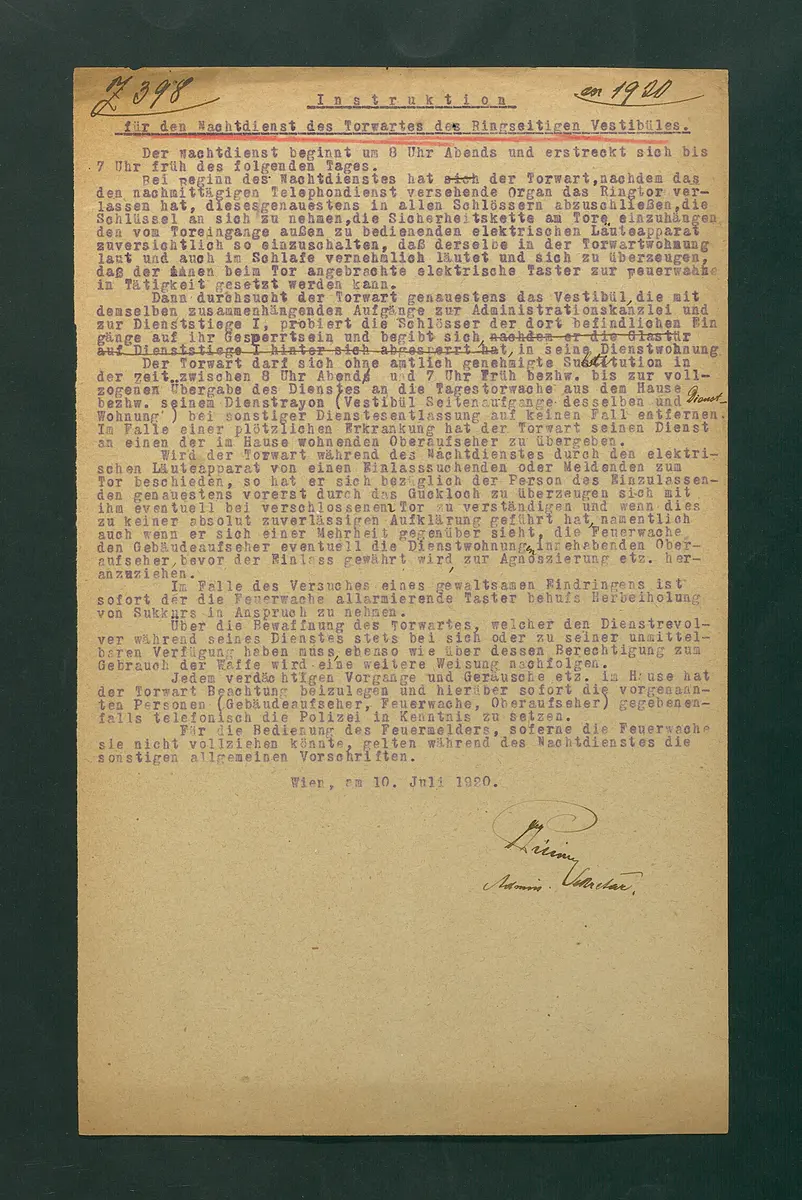 Z 398
en 1920
Instruktion
für den Nachtdienst des Torwartes des Ringseitigen Vestibüles.
Der Nachtdienst beginnt um 8 Uhr Abends und erstreckt sich bis
7 Uhr früh des folgenden Tages.
Bei Beginn des Nachtdienstes hat sich der Torwart,nachdem das
den nachmittägigen Telephondienst versehende Organ das Ringtor ver-
lassen hat, dieses genauestens in allen Schlössern abzuschließen,die
Schlüssel an sich zu nehmen,die Sicherheitskette am Tore einzuhängen,
den vom Toreingange außen zu bedienenden elektrischen Läuteapparat
zuversichtlich so einzuschalten, daß derselbe in der Torwartwohnung
laut und auch im Schlafe vernehmlich läutet und sich zu überzeugen,
daß der innen beim Tor angebrachte elektrische Taster zur Feuerwache
in Tätigkeit gesetzt werden kann.
Dann durchsucht der Torwart genauestens das Vestibül,die mit
demselben zusammenhängenden Aufgänge zur Administrationskanzlei und
zur Dienststiege I, probiert die Schlösser der dort befindlichen Ein
gänge auf ihr Gesperrtsein und begibt sich, nachdem er die Glastür
auf Dienststiege I hinter sich abgesperrt hat, in seine Dienstwohnung
Der Torwart darf sich ohne amtlich genehmigte Substitution in
der Zeit zwischen 8 Uhr Abends und 7 Uhr Früh bezhw. bis zur voll-
zogenen Übergabe des Dienstes an die Tagestorwache aus dem Hause
bezhw. seinem Dienstrayon (Vestibül Seitenaufgange desselben und Dienst-
Wohnung ) bei sonstiger Dienstesentlassung auf keinen Fall entfernen.
Im Falle einer plötzlichen Erkrankung hat der Torwart seinen Dienst
an einen der im Hause wohnenden Oberaufseher zu übergeben.
Wird der Torwart während des Nachtdienstes durch den elektri-
schen Läuteapparat von einen Einlasssuchenden oder Meldenden zum
Tor beschieden, so hat er sich bezüglich der Person des Einzulassen-
den genauestens vorerst durch das Guckloch zu überzeugen sich mit
ihm eventuell bei verschlossenem Tor zu verständigen und wenn dies
zu keiner absolut zuverlässigen Aufklärung geführt hat, namentlich
auch wenn er sich einer Mehrheit gegenüber sieht, die Feuerwache
den Gebäudeaufseher eventuell die Dienstwohnungen innehabenden Ober-
aufseher, bevor der Einlass gewährt wird, zur Agnoszierung etz. her-
anzuziehen.
Im Falle des Versuches eines gewaltsamen Eindringens ist
sofort der die Feuerwache allarmierende Taster behufs Herbeiholung
von Sukkurs in Anspruch zu nehmen.
Über die Bewaffnung des Torwartes, welcher den Dienstrevol-
ver während seines Dienstes stets bei sich oder zu seiner unmittel-
baren Verfügung haben muss, ebenso wie über dessen Berechtigung zum
Gebrauch der Waffe wird eine weitere Weisung nachfolgen.
Jedem verdächtigen Vorgange und Geräusche etz. im Hause hat
der Torwart Beachtung beizulegen und hierüber sofort die vorgenann-
ten Personen (Gebäudeaufseher, Feuerwache, Oberaufseher) gegebenen-
falls telefonisch die Polizei in Kenntnis zu setzen.
Für die Bedienung des Feuermelders, soferne die Feuerwache
sie nicht vollziehen könnte, gelten während des Nachtdienstes die
sonstigen allgemeinen Vorschriften.
Wien, am 10. Juli 1920.
Admin. Sekretär.